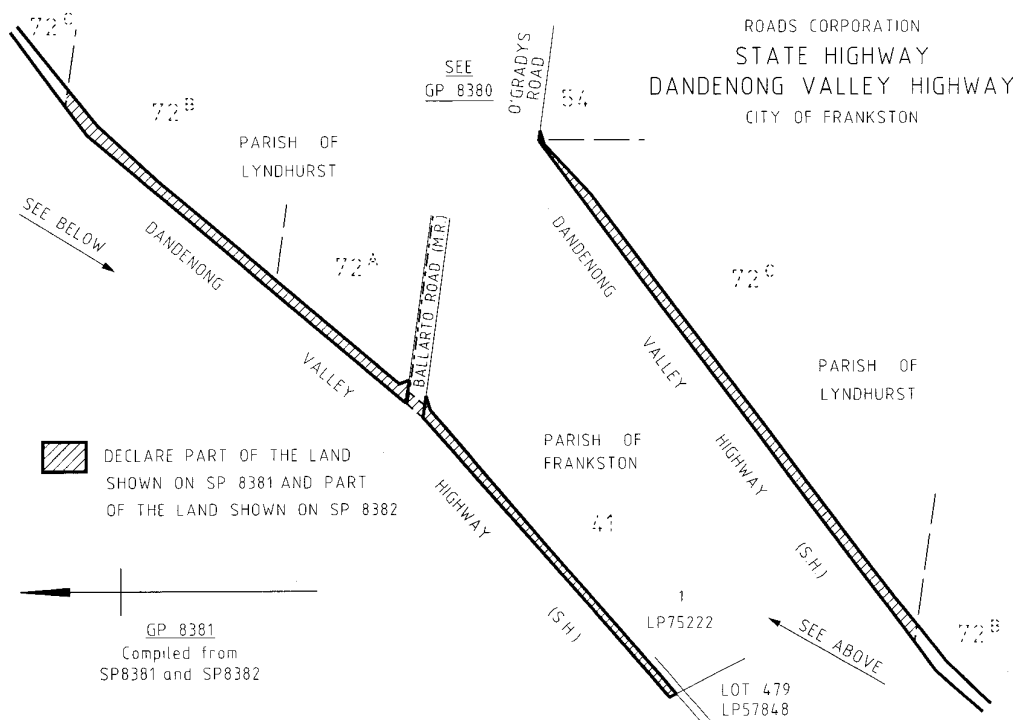 ROADS CORPORATION
STATE HIGHWAY
DANDENONG VALLEY HIGHWAY
CITY OF FRANKSTON
72C
72B
PARISH OF
LYNDHURST
SEE BELOW
DANDENONG
72A
BALLARTO ROAD (M.R.)
VALLEY
HIGHWAY
(S.H.)
SEE
GP 8380
O'GRADYS
ROAD
54
DANDENONG
72C
VALLEY
PARISH OF
LYNDHURST
HIGHWAY
(S.H.)
72B
PARISH OF
FRANKSTON
41
1
LP75222
SEE ABOVE
LOT 479
LP57848
DECLARE PART OF THE LAND
SHOWN ON SP 8381 AND PART
OF THE LAND SHOWN ON SP 8382
GP 8381
Compiled from
SP8381 and SP8382